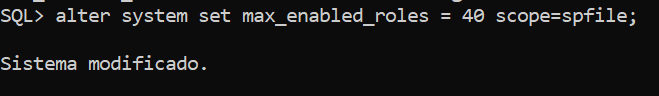 SQL> alter system set max_enabled_roles = 40 scope=spfile;
Sistema modificado.